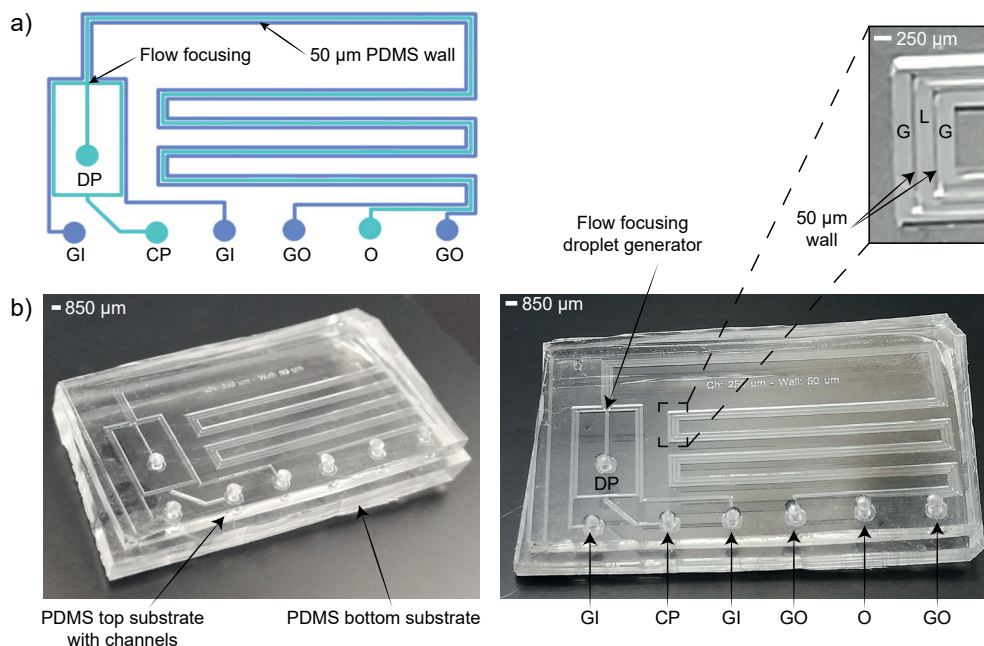 a)
Flow focusing
50 µm PDMS wall
DP
GI
CP
GI
GO
O
GO
250 µm
G
L
G
50 µm
wall
Flow focusing
droplet generator
b)
850 µm
PDMS top substrate
with channels
PDMS bottom substrate
850 µm
Ch: 250 um - Wall: 50 um
DP
GI
CP
GI
GO
O
GO